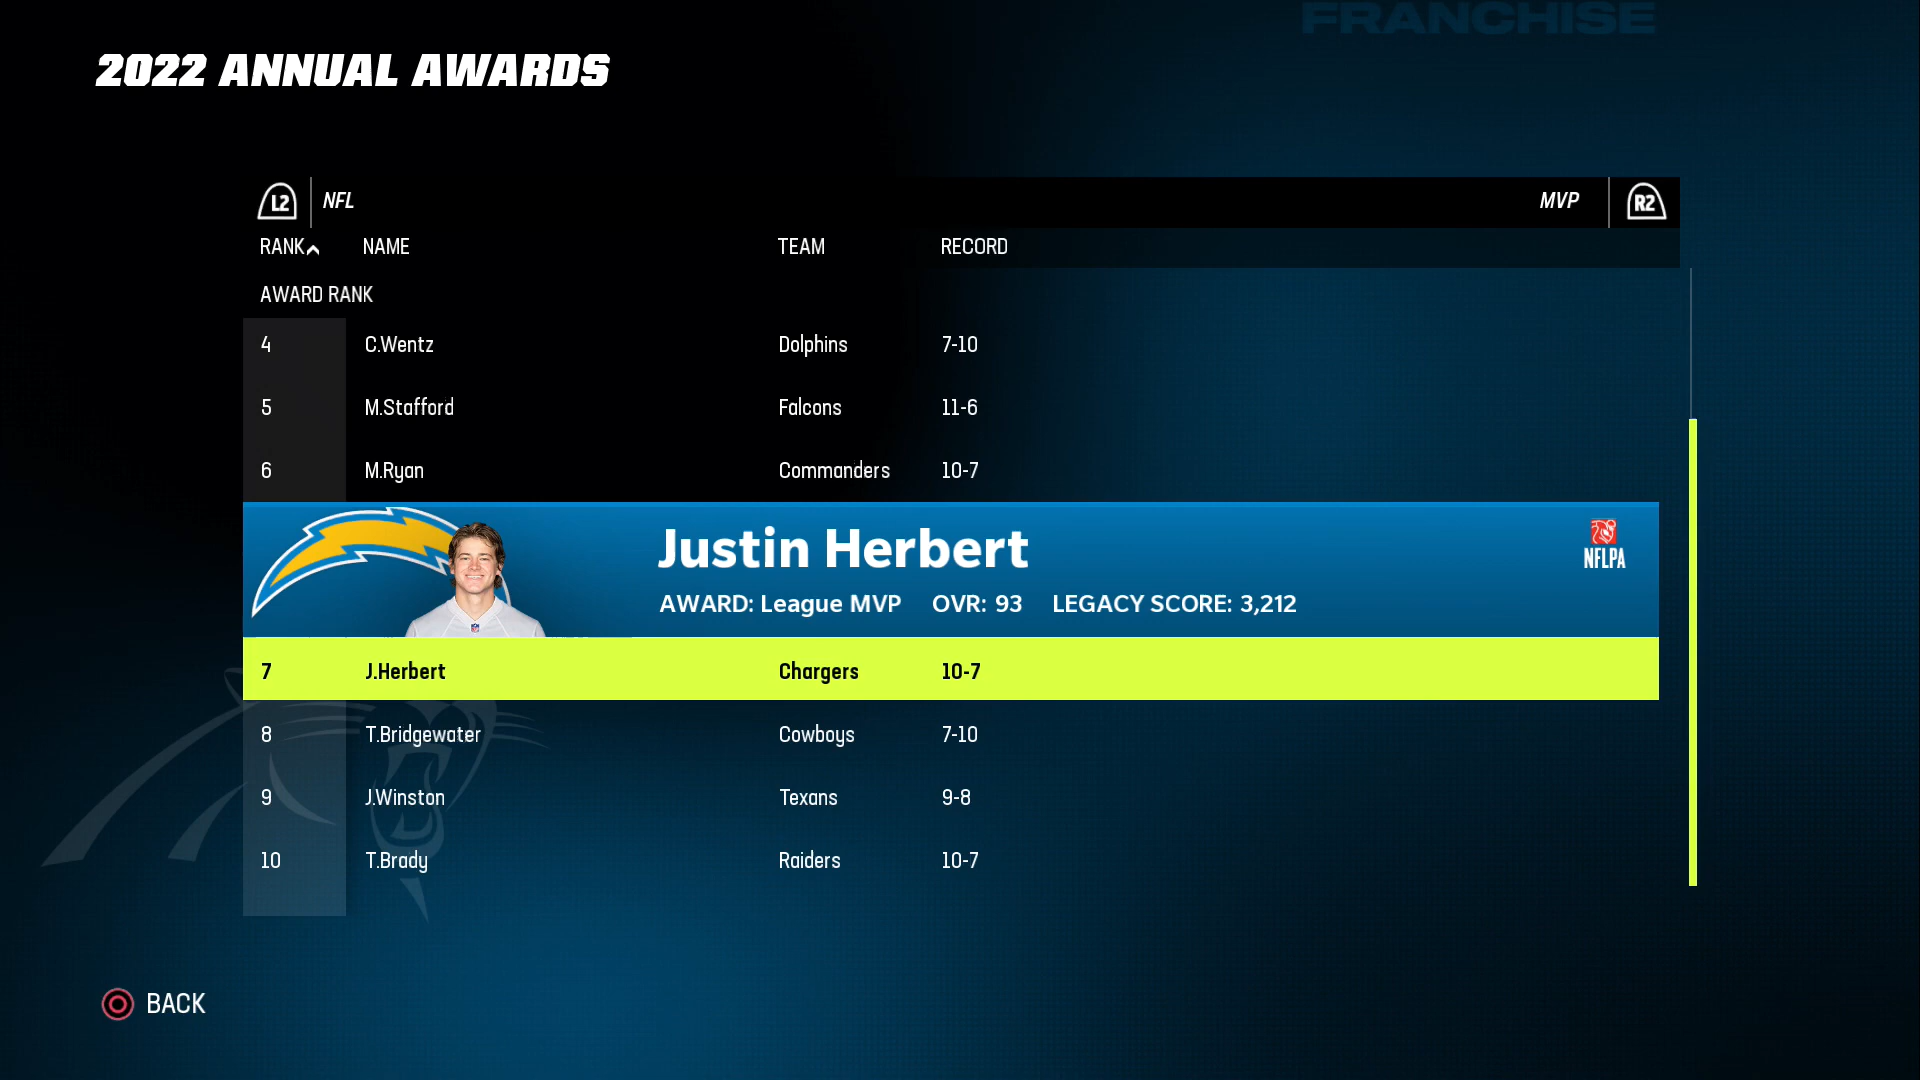 FRANCHISE
2022 ANNUAL AWARDS
L2 NFL MVP R2
RANK NAME TEAM RECORD
AWARD RANK
4 C.Wentz Dolphins 7-10
5 M.Stafford Falcons 11-6
6 M.Ryan Commanders 10-7
Justin Herbert
NFLPA
AWARD: League MVP OVR: 93 LEGACY SCORE: 3,212
7 J.Herbert Chargers 10-7
8 T.Bridgewater Cowboys 7-10
9 J.Winston Texans 9-8
10 T.Brady Raiders 10-7
BACK